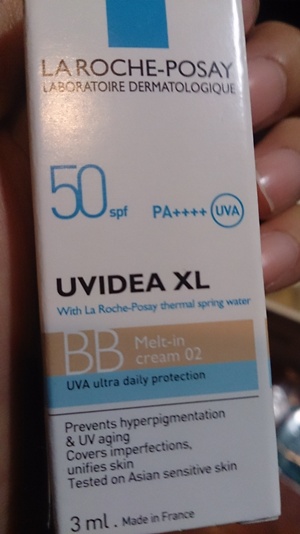 LA ROCHE-POSAY
LABORATOIRE DERMATOLOGIQUE
50 spf PA++++ UVA
UVIDEA XL
With La Roche-Posay thermal spring water
BB Melt-in
cream 02
UVA ultra daily protection
Prevents hyperpigmentation
& UV aging
Covers imperfections,
unifies skin
Tested on Asian sensitive skin
3 ml. Made in France